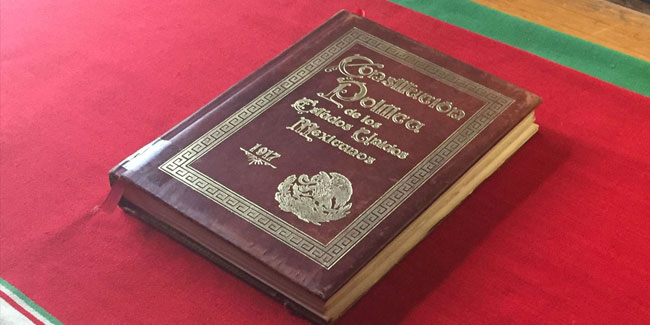 Constitución
Política
de los
Estados Unidos
Mexicanos
1917